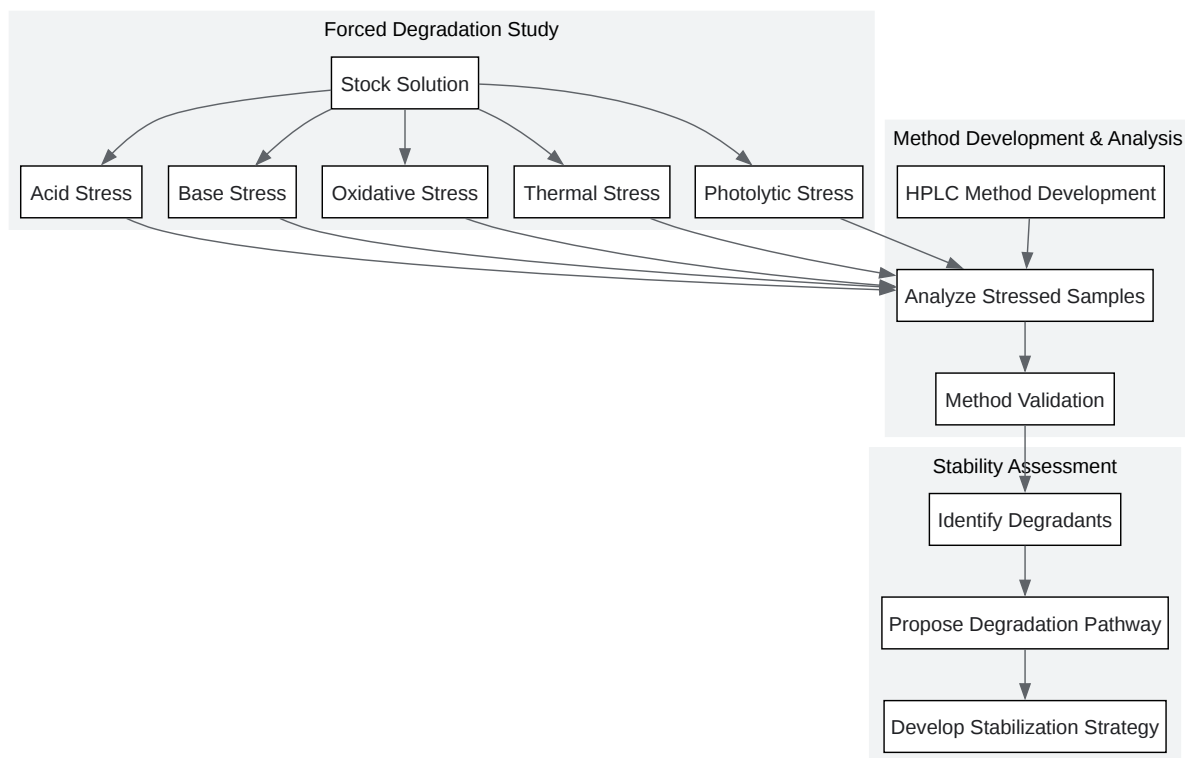 Forced Degradation Study
Stock Solution
Method Development & Analysis
Acid Stress
Base Stress
Oxidative Stress
Thermal Stress
Photolytic Stress
HPLC Method Development
Analyze Stressed Samples
Method Validation
Stability Assessment
Identify Degradants
Propose Degradation Pathway
Develop Stabilization Strategy